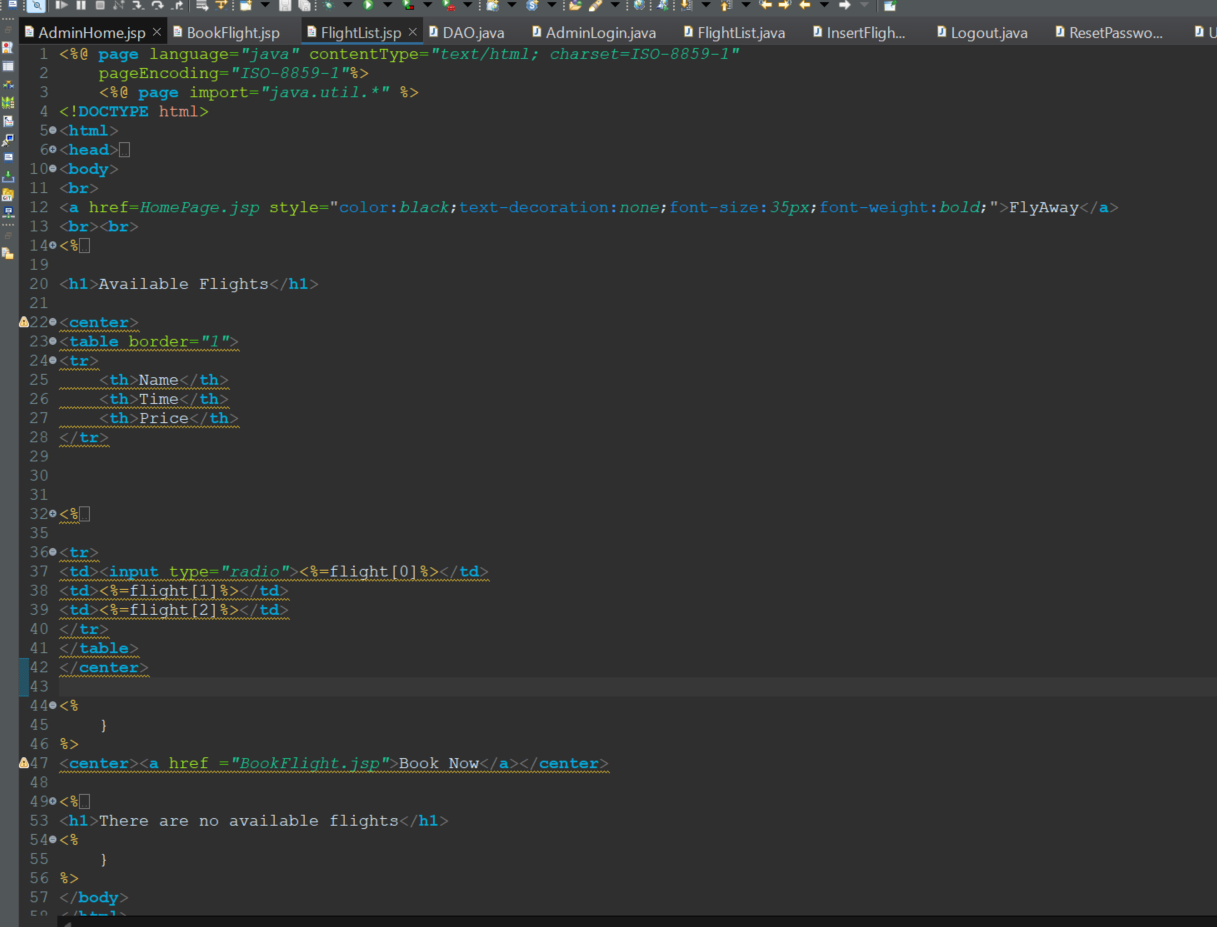 AdminHome.jsp BookFlight.jsp FlightList.jsp DAO.java AdminLogin.java FlightList.java InsertFligh... Logout.java ResetPasswo... U
1 <%@ page language="java" contentType="text/html; charset=ISO-8859-1"
2 pageEncoding="ISO-8859-1"%>
3 <%@ page import="java.util.*" %>
4 <!DOCTYPE html>
5 <html>
6 <head>
10 <body>
11 <br>
12 <a href=HomePage.jsp style="color:black;text-decoration:none;font-size:35px;font-weight:bold;">FlyAway</a>
13 <br><br>
14 <%
19
20 <h1>Available Flights</h1>
21
22 <center>
23 <table border="1">
24 <tr>
25 <th>Name</th>
26 <th>Time</th>
27 <th>Price</th>
28 </tr>
29
30
31
32 <%
35
36 <tr>
37 <td><input type="radio"><%=flight[0]%></td>
38 <td><%=flight[1]%></td>
39 <td><%=flight[2]%></td>
40 </tr>
41 </table>
42 </center>
43
44 <%
45 }
46 %>
47 <center><a href ="BookFlight.jsp">Book Now</a></center>
48
49 <%
53 <h1>There are no available flights</h1>
54 <%
55 }
56 %>
57 </body>
58 </html>